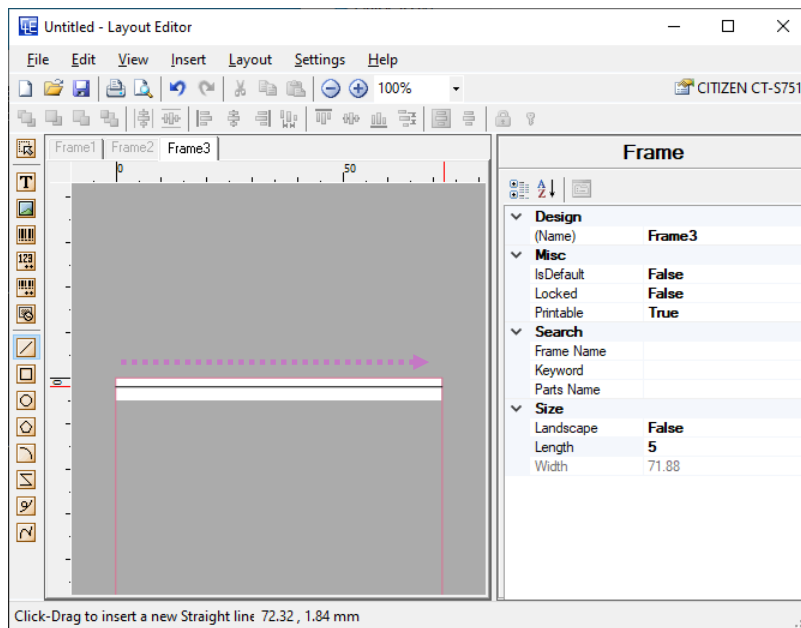 Untitled - Layout Editor
File Edit View Insert Layout Settings Help
100% CITIZEN CT-S751
Frame1 Frame2 Frame3
Frame
0 50
T
123
0
Design
(Name) Frame3
Misc
IsDefault False
Locked False
Printable True
Search
Frame Name
Keyword
Parts Name
Size
Landscape False
Length 5
Width 71.88
Click-Drag to insert a new Straight line 72.32 , 1.84 mm